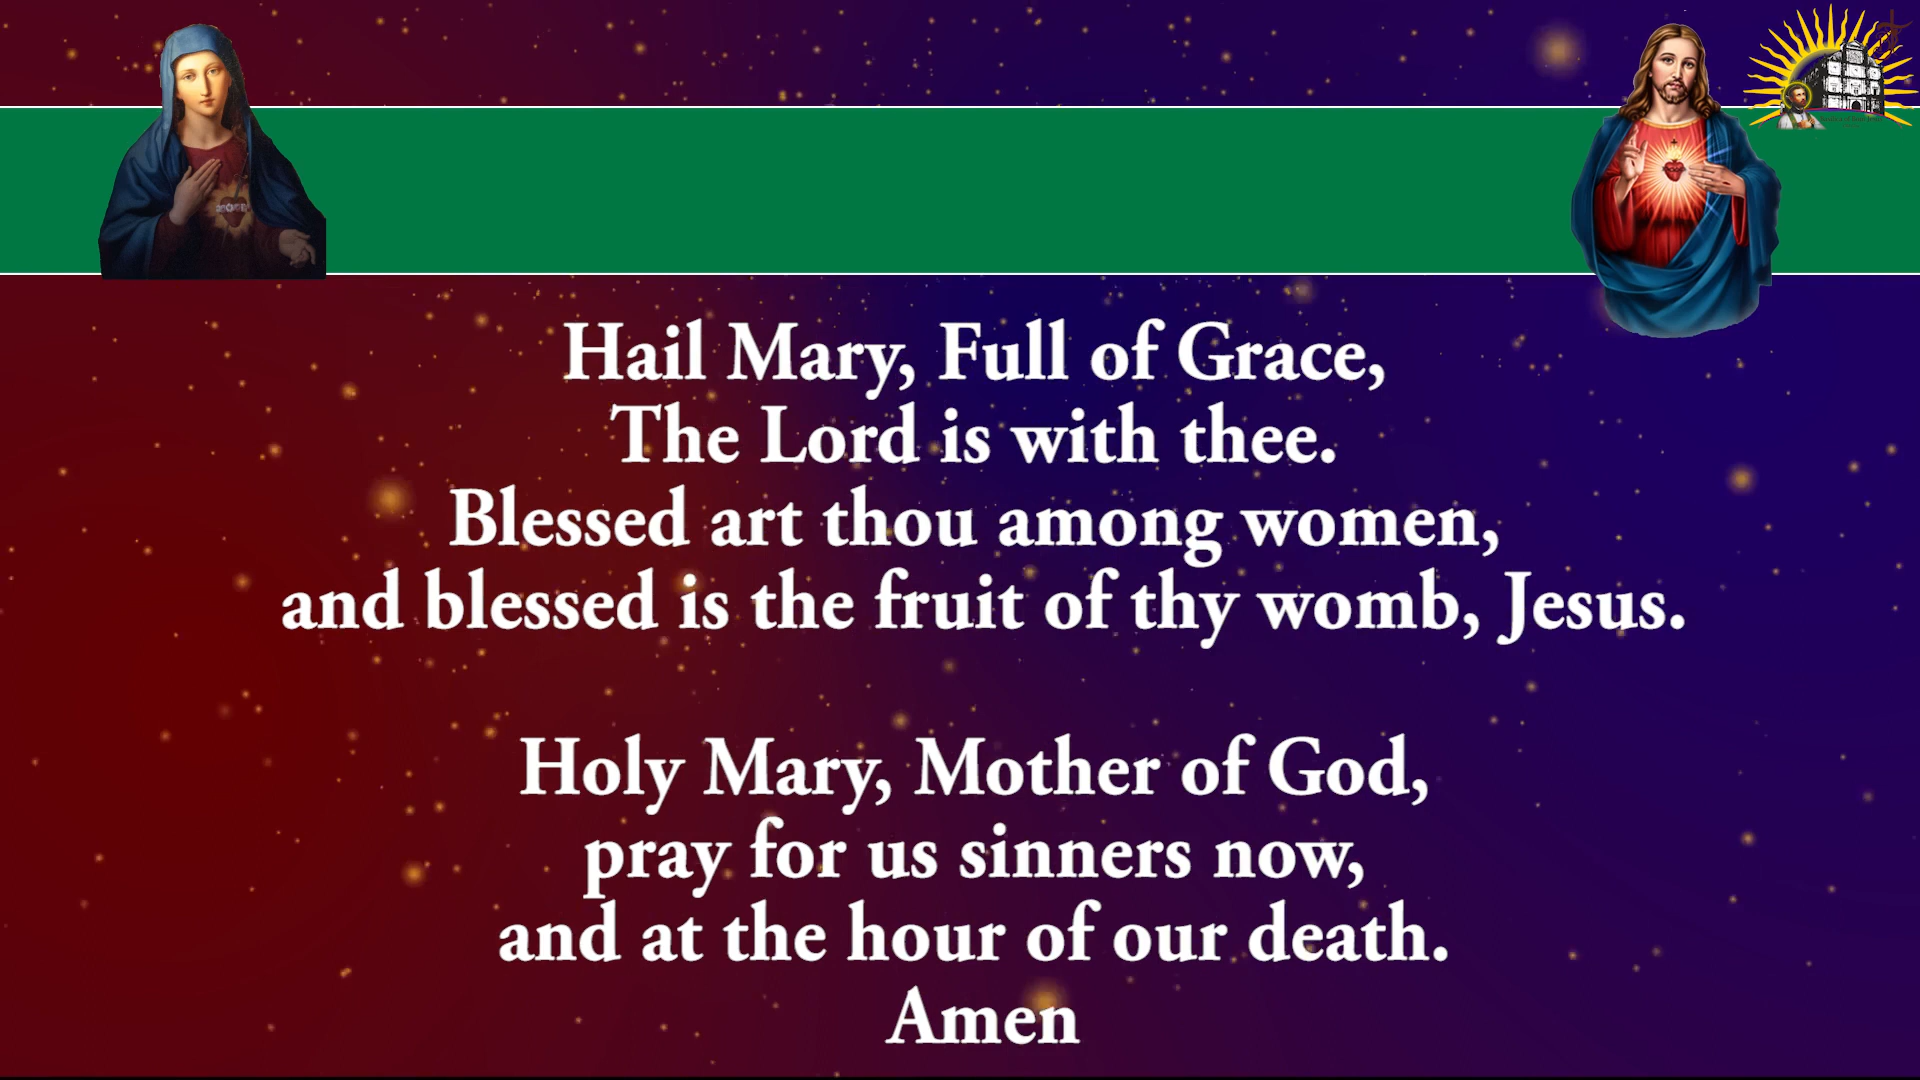 Hail Mary, Full of Grace,
The Lord is with thee.
Blessed art thou among women,
and blessed is the fruit of thy womb, Jesus.
Holy Mary, Mother of God,
pray for us sinners now,
and at the hour of our death.
Amen